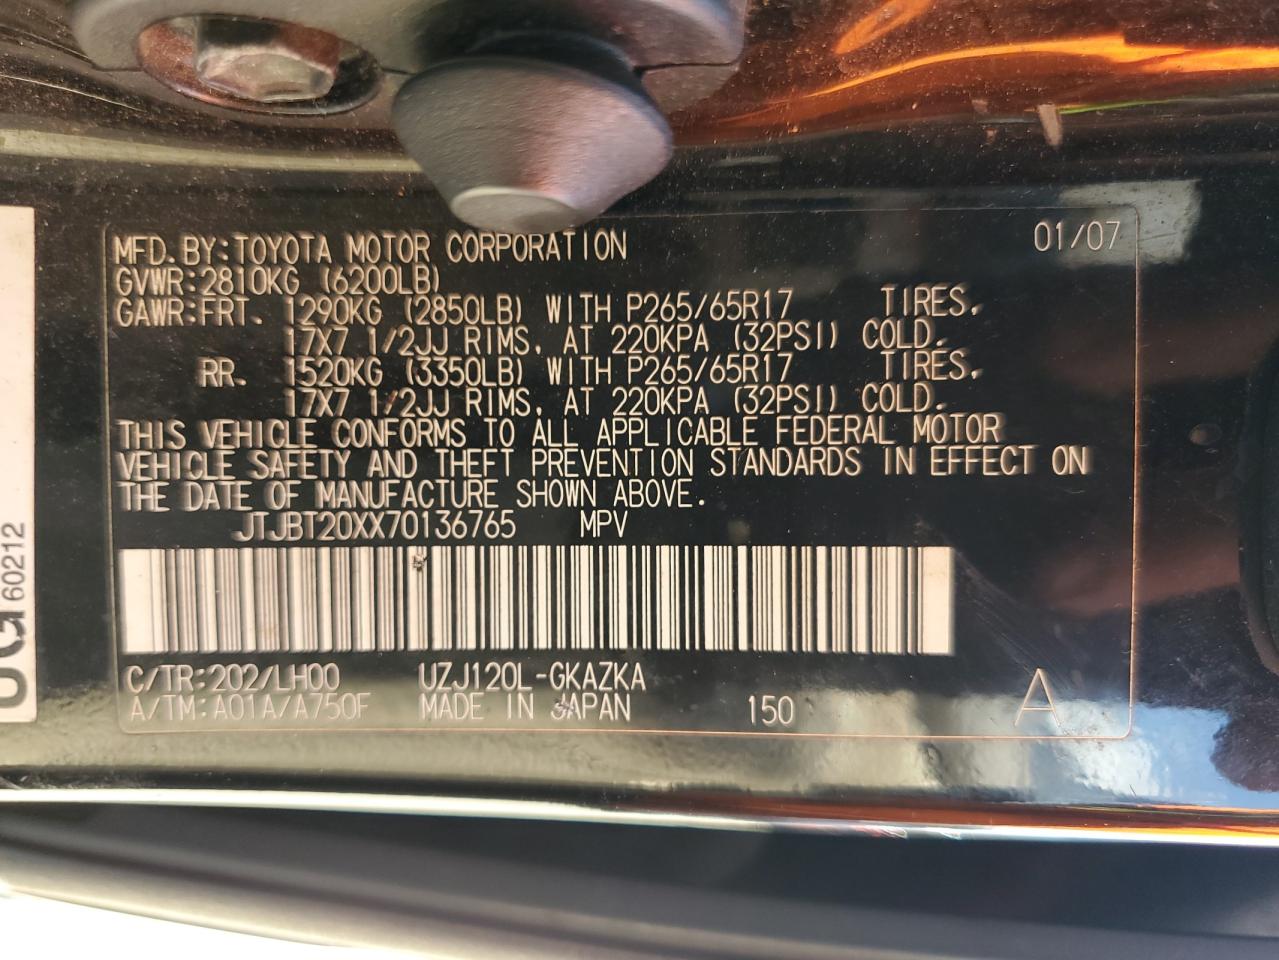 MFD. BY: TOYOTA MOTOR CORPORATION 01/07
GVWR: 2810KG (6200LB)
GAWR: FRT. 1290KG (2850LB) WITH P265/65R17 TIRES,
17X7 1/2JJ RIMS, AT 220KPA (32PSI) COLD.
RR. 1520KG (3350LB) WITH P265/65R17 TIRES,
17X7 1/2JJ RIMS, AT 220KPA (32PSI) COLD.
THIS VEHICLE CONFORMS TO ALL APPLICABLE FEDERAL MOTOR
VEHICLE SAFETY AND THEFT PREVENTION STANDARDS IN EFFECT ON
THE DATE OF MANUFACTURE SHOWN ABOVE.
JTJBT20XX70136765 MPV
C/TR: 202/LH00 UZJ120L-GKAZKA
A/TM: A01A/A750F MADE IN JAPAN 150 A
60212